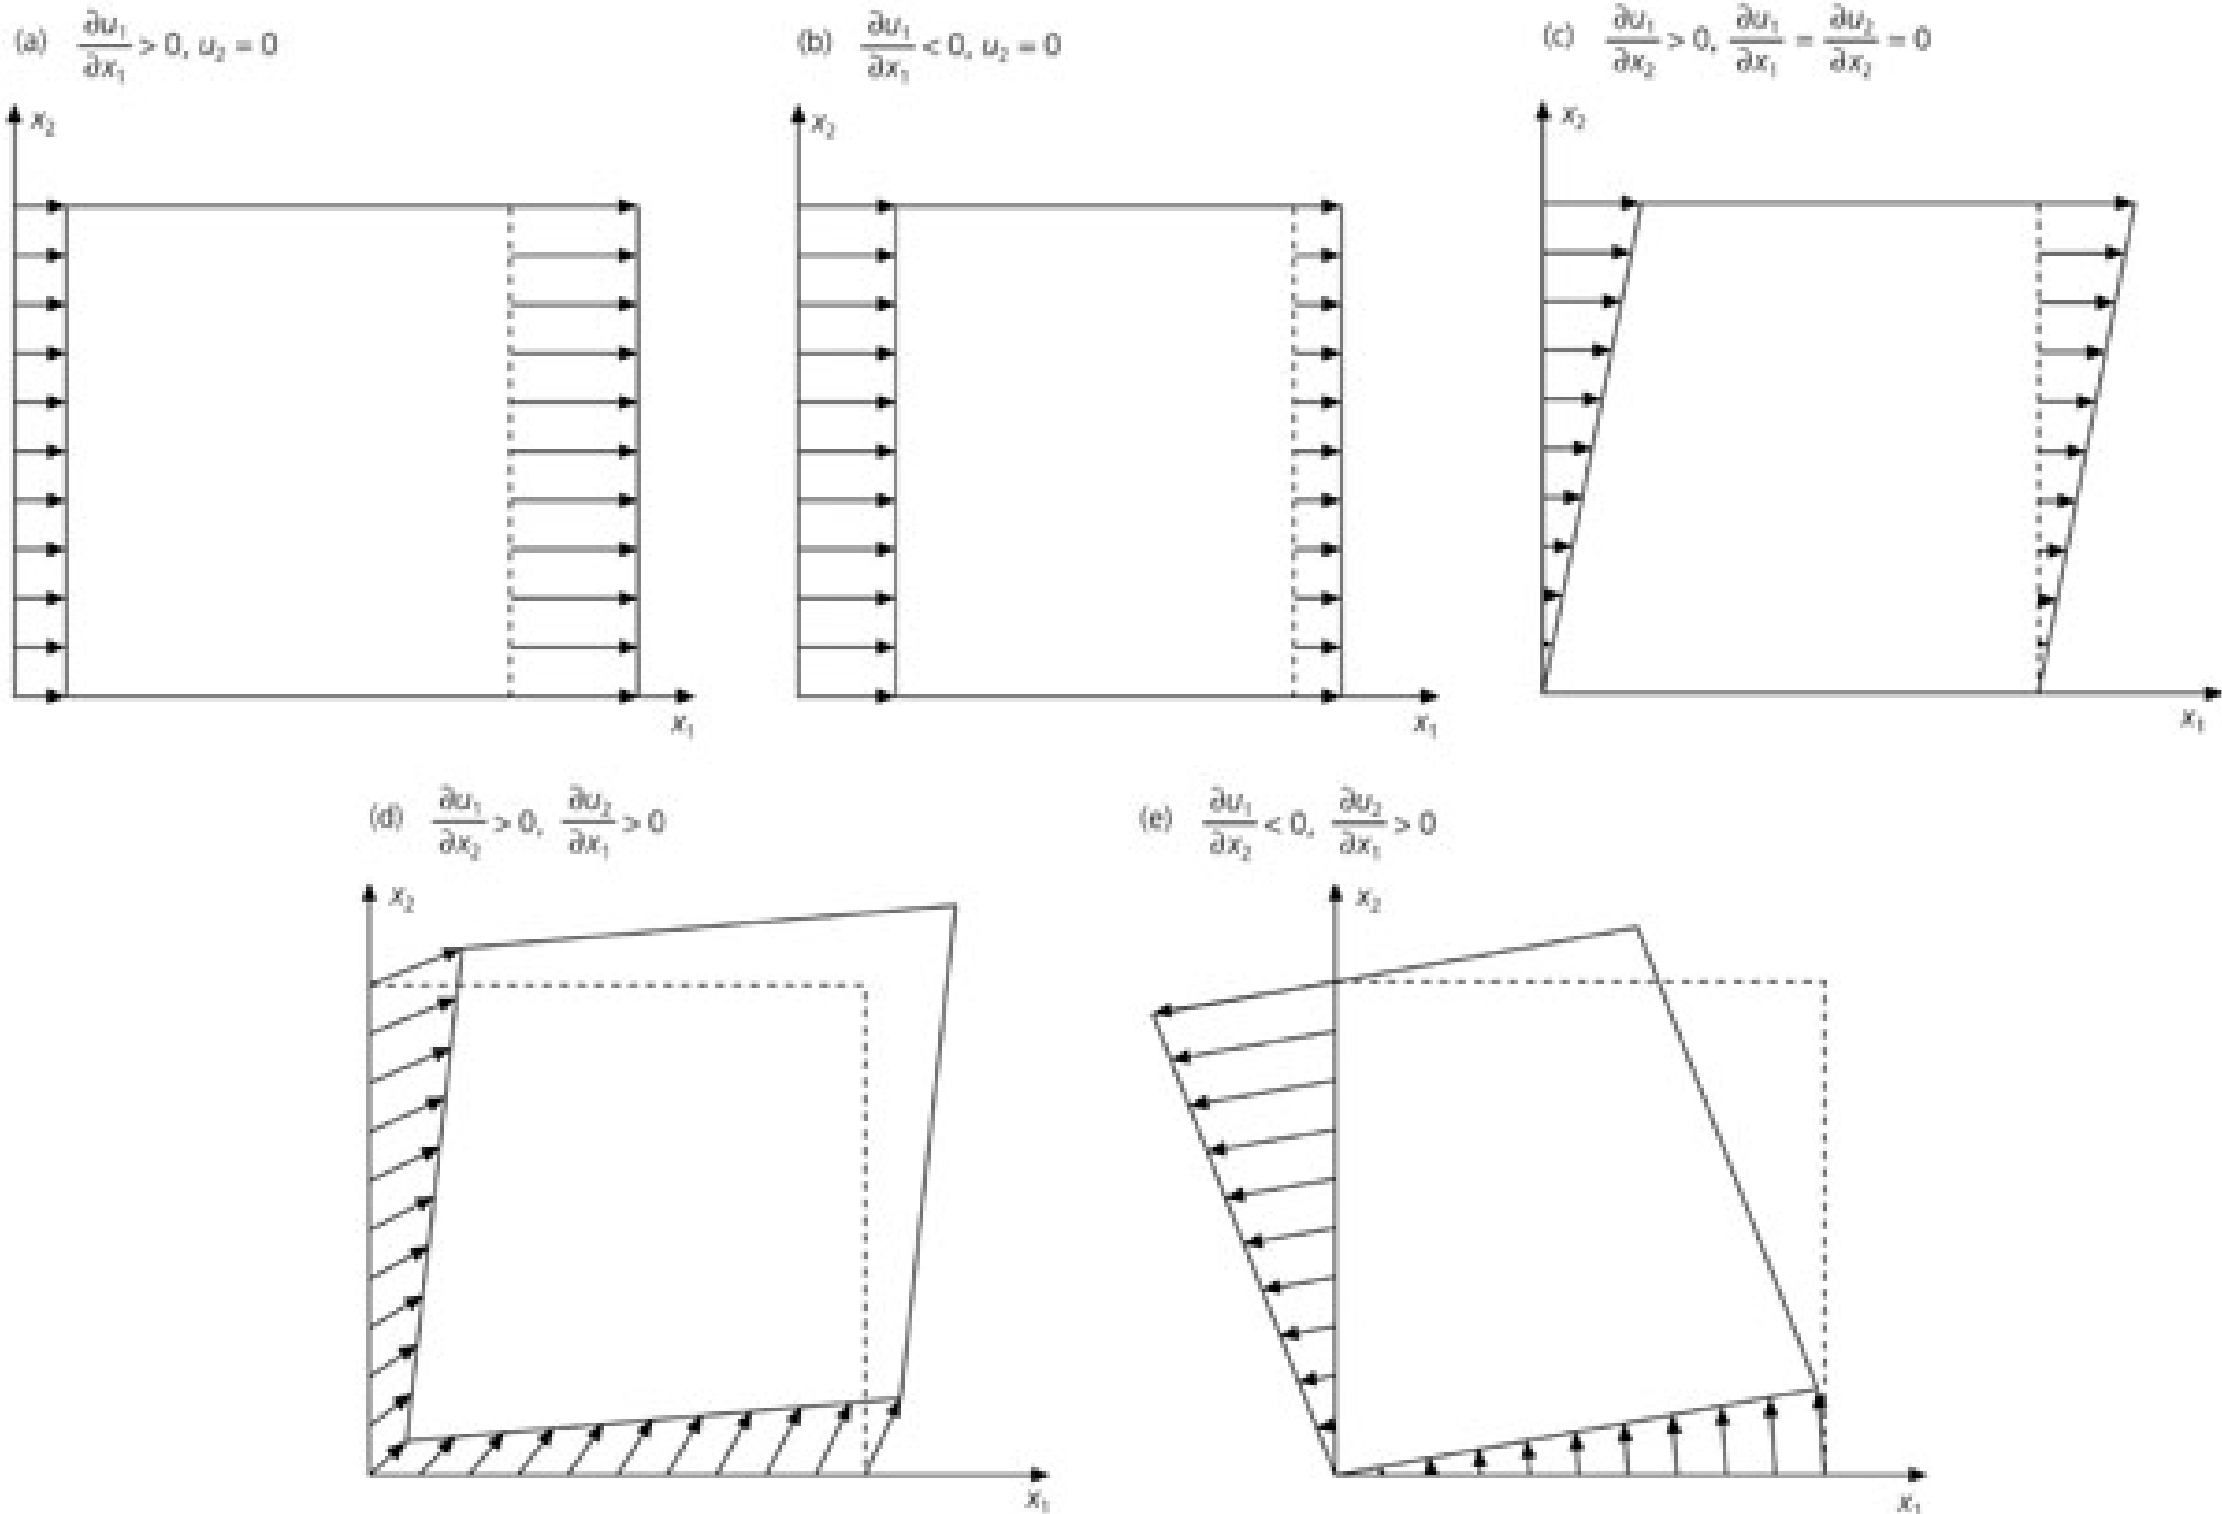 (a) ∂u₁/∂x₁ > 0, u₂ = 0
(b) ∂u₁/∂x₁ < 0, u₂ = 0
(c) ∂u₁/∂x₂ > 0, ∂u₁/∂x₁ = ∂u₂/∂x₂ = 0
x₂
x₂
x₂
x₁
x₁
x₁
(d) ∂u₁/∂x₂ > 0, ∂u₂/∂x₁ > 0
(e) ∂u₁/∂x₂ < 0, ∂u₂/∂x₁ > 0
x₂
x₂
x₁
x₁